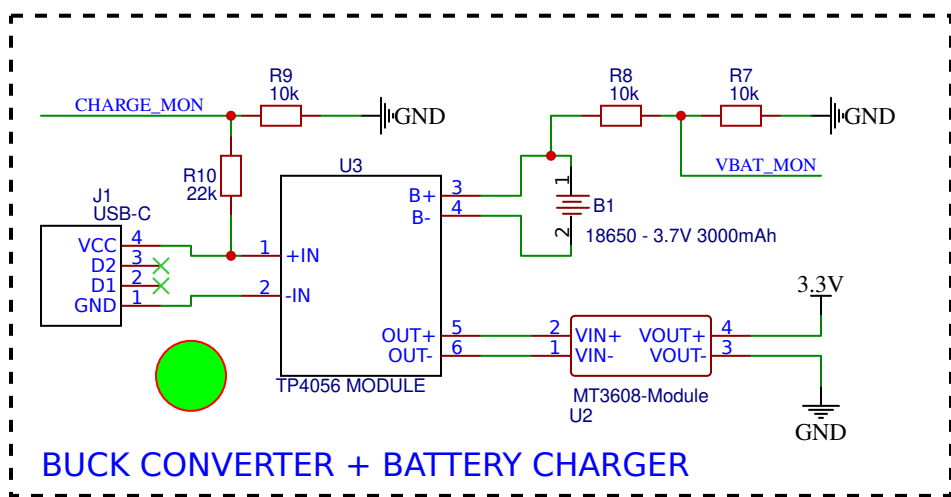 R9
10k
CHARGE_MON
GND
R8
10k
R7
10k
GND
VBAT_MON
R10
22k
U3
J1
USB-C
VCC 4
D2 3
D1 2
GND 1
1 +IN
2 -IN
B+ 3
B- 4
1
2
B1
18650 - 3.7V 3000mAh
OUT+ 5
OUT- 6
TP4056 MODULE
2 VIN+ VOUT+ 4
1 VIN- VOUT- 3
MT3608-Module
U2
3.3V
GND
BUCK CONVERTER + BATTERY CHARGER